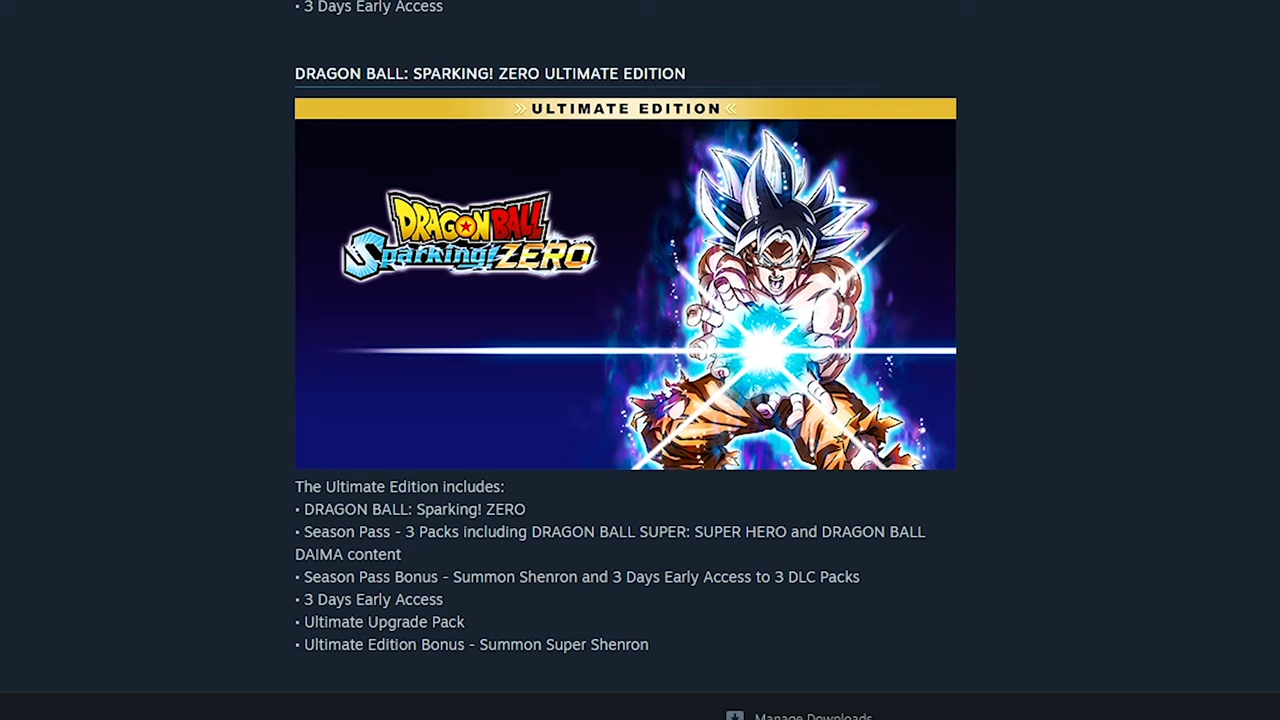 • 3 Days Early Access
DRAGON BALL: SPARKING! ZERO ULTIMATE EDITION
ULTIMATE EDITION
DRAGON BALL
Sparking! ZERO
The Ultimate Edition includes:
• DRAGON BALL: Sparking! ZERO
• Season Pass - 3 Packs including DRAGON BALL SUPER: SUPER HERO and DRAGON BALL
DAIMA content
• Season Pass Bonus - Summon Shenron and 3 Days Early Access to 3 DLC Packs
• 3 Days Early Access
• Ultimate Upgrade Pack
• Ultimate Edition Bonus - Summon Super Shenron
Manage Downloads